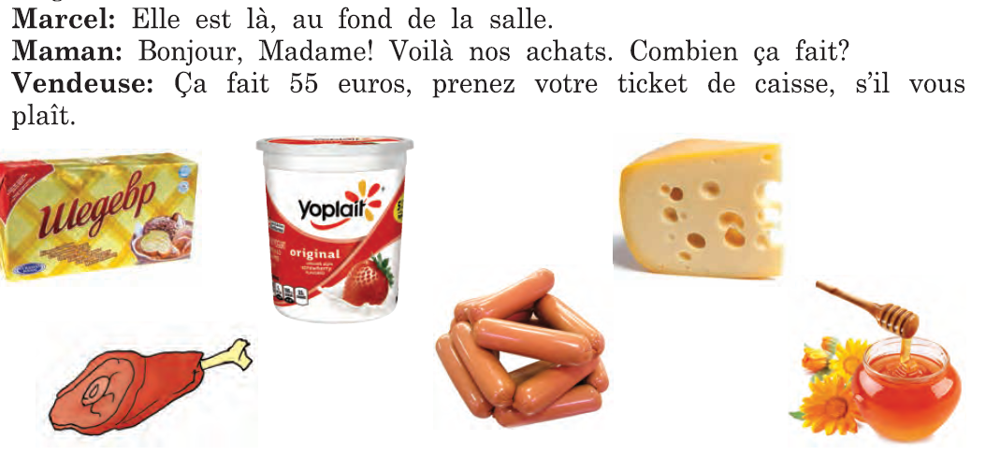 Marcel: Elle est là, au fond de la salle.
Maman: Bonjour, Madame! Voilà nos achats. Combien ça fait?
Vendeuse: Ça fait 55 euros, prenez votre ticket de caisse, s'il vous
plaît.
Шедевр
Yoplait
original
strawberry